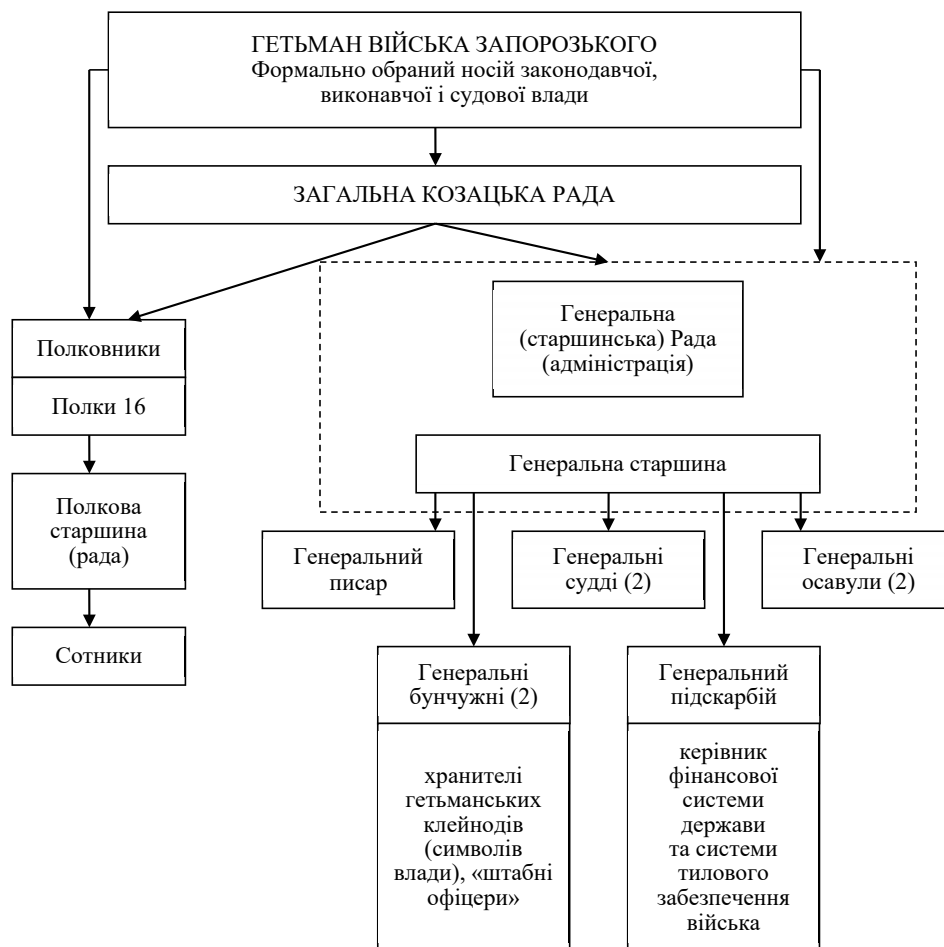 ГЕТЬМАН ВІЙСЬКА ЗАПОРОЗЬКОГО
Формально обраний носій законодавчої,
виконавчої і судової влади
ЗАГАЛЬНА КОЗАЦЬКА РАДА
Полковники
Полки 16
Полкова
старшина
(рада)
Сотники
Генеральна
(старшинська) Рада
(адміністрація)
Генеральна старшина
Генеральний
писар
Генеральні
судді (2)
Генеральні
осавули (2)
Генеральні
бунчужні (2)
хранителі
гетьманських
клейнодів
(символів
влади), «штабні
офіцери»
Генеральний
підскарбій
керівник
фінансової
системи
держави
та системи
тилового
забезпечення
війська